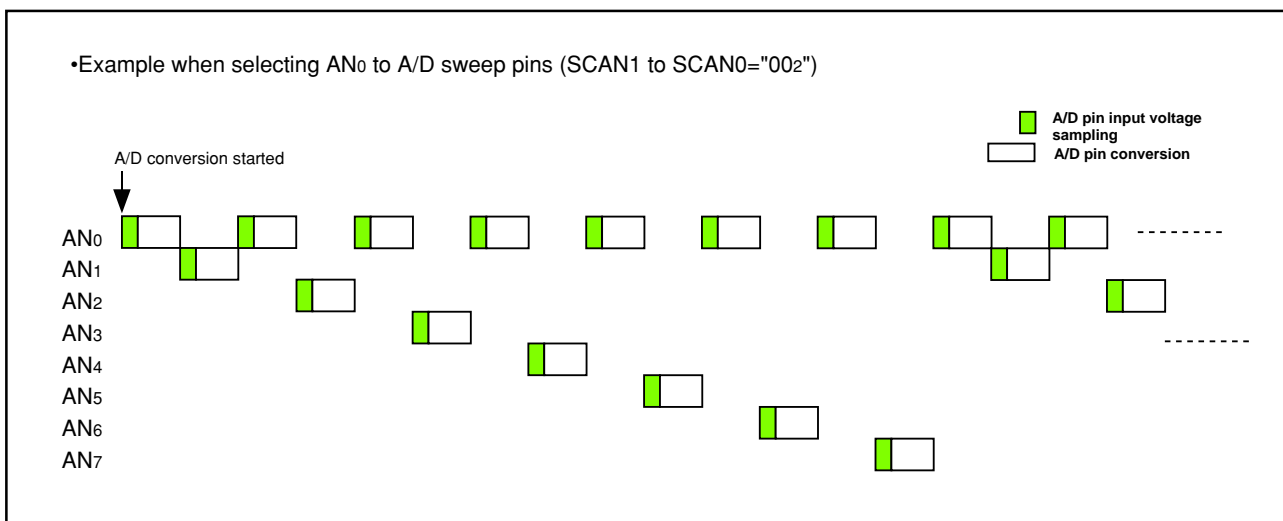 •Example when selecting AN0 to A/D sweep pins (SCAN1 to SCAN0="002")
A/D pin input voltage
sampling
A/D pin conversion
A/D conversion started
AN0
AN1
AN2
AN3
AN4
AN5
AN6
AN7